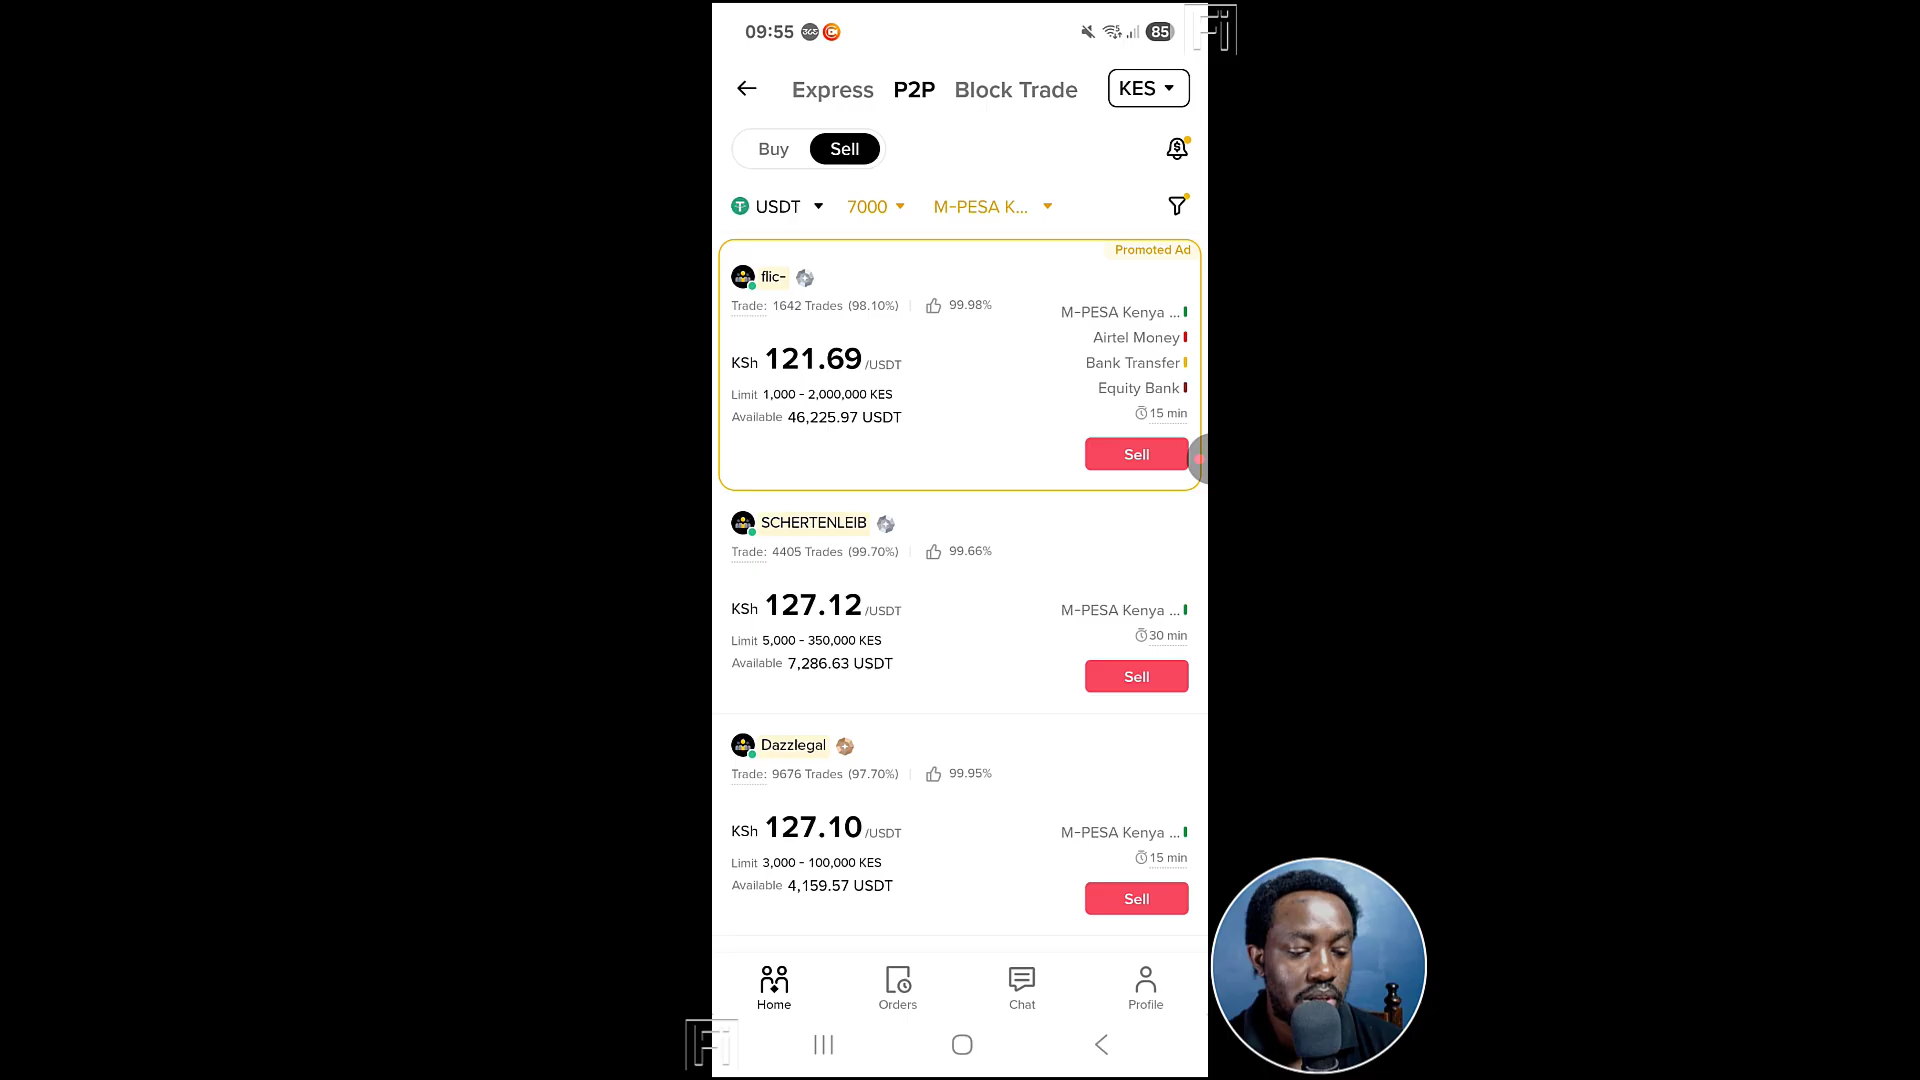 09:55
365
85
Fi
Express P2P Block Trade KES
Buy Sell
USDT 7000 M-PESA K...
Promoted Ad
flic-
Trade: 1642 Trades (98.10%) 99.98%
M-PESA Kenya ...
Airtel Money
KSh 121.69 /USDT
Bank Transfer
Equity Bank
Limit 1,000 - 2,000,000 KES
15 min
Available 46,225.97 USDT
Sell
SCHERTENLEIB
Trade: 4405 Trades (99.70%) 99.66%
KSh 127.12 /USDT
M-PESA Kenya ...
Limit 5,000 - 350,000 KES
30 min
Available 7,286.63 USDT
Sell
Dazzlegal
Trade: 9676 Trades (97.70%) 99.95%
KSh 127.10 /USDT
M-PESA Kenya ...
Limit 3,000 - 100,000 KES
15 min
Available 4,159.57 USDT
Sell
Home Orders Chat Profile
Fi